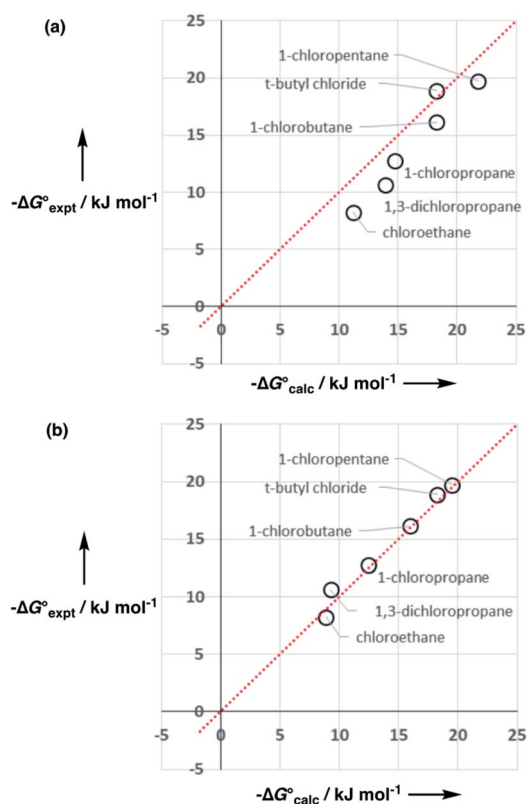 (a)
25
20
15
10
5
0
-5
1-chloropentane
t-butyl chloride
1-chlorobutane
1-chloropropane
1,3-dichloropropane
chloroethane
-ΔG°expt / kJ mol-1
-5 0 5 10 15 20 25
-ΔG°calc / kJ mol-1
(b)
25
20
15
10
5
0
-5
1-chloropentane
t-butyl chloride
1-chlorobutane
1-chloropropane
1,3-dichloropropane
chloroethane
-ΔG°expt / kJ mol-1
-5 0 5 10 15 20 25
-ΔG°calc / kJ mol-1